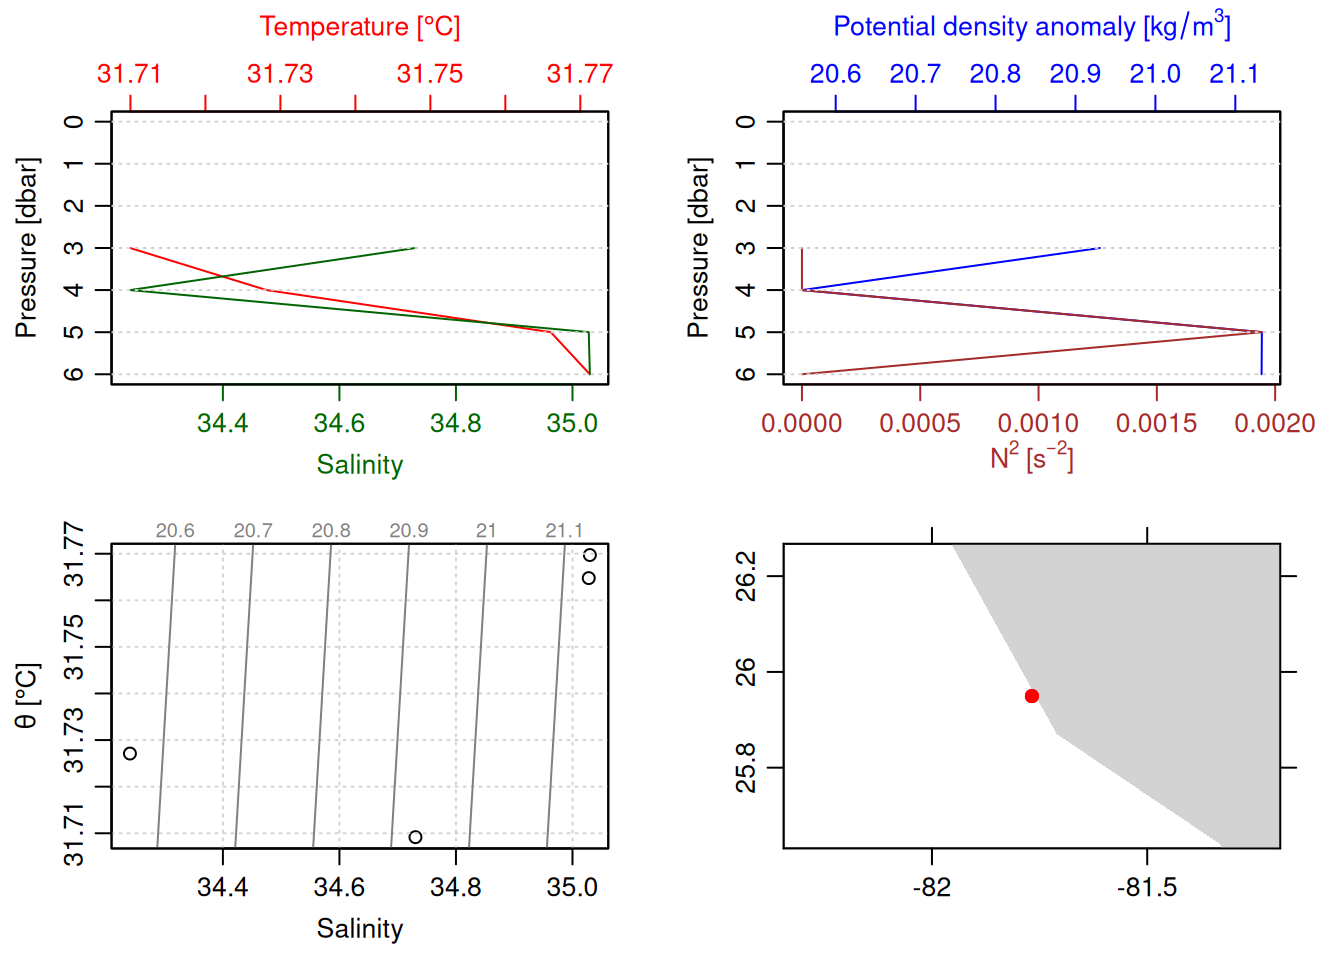 Temperature [°C]
31.71 31.73 31.75 31.77
0
1
2
3
4
5
6
Pressure [dbar]
34.4 34.6 34.8 35.0
Salinity
Potential density anomaly [kg/m³]
20.6 20.7 20.8 20.9 21.0 21.1
0
1
2
3
4
5
6
Pressure [dbar]
0.0000 0.0005 0.0010 0.0015 0.0020
N² [s⁻²]
20.6 20.7 20.8 20.9 21 21.1
31.77
31.75
31.73
31.71
θ [°C]
34.4 34.6 34.8 35.0
Salinity
26.2
26
25.8
-82 -81.5